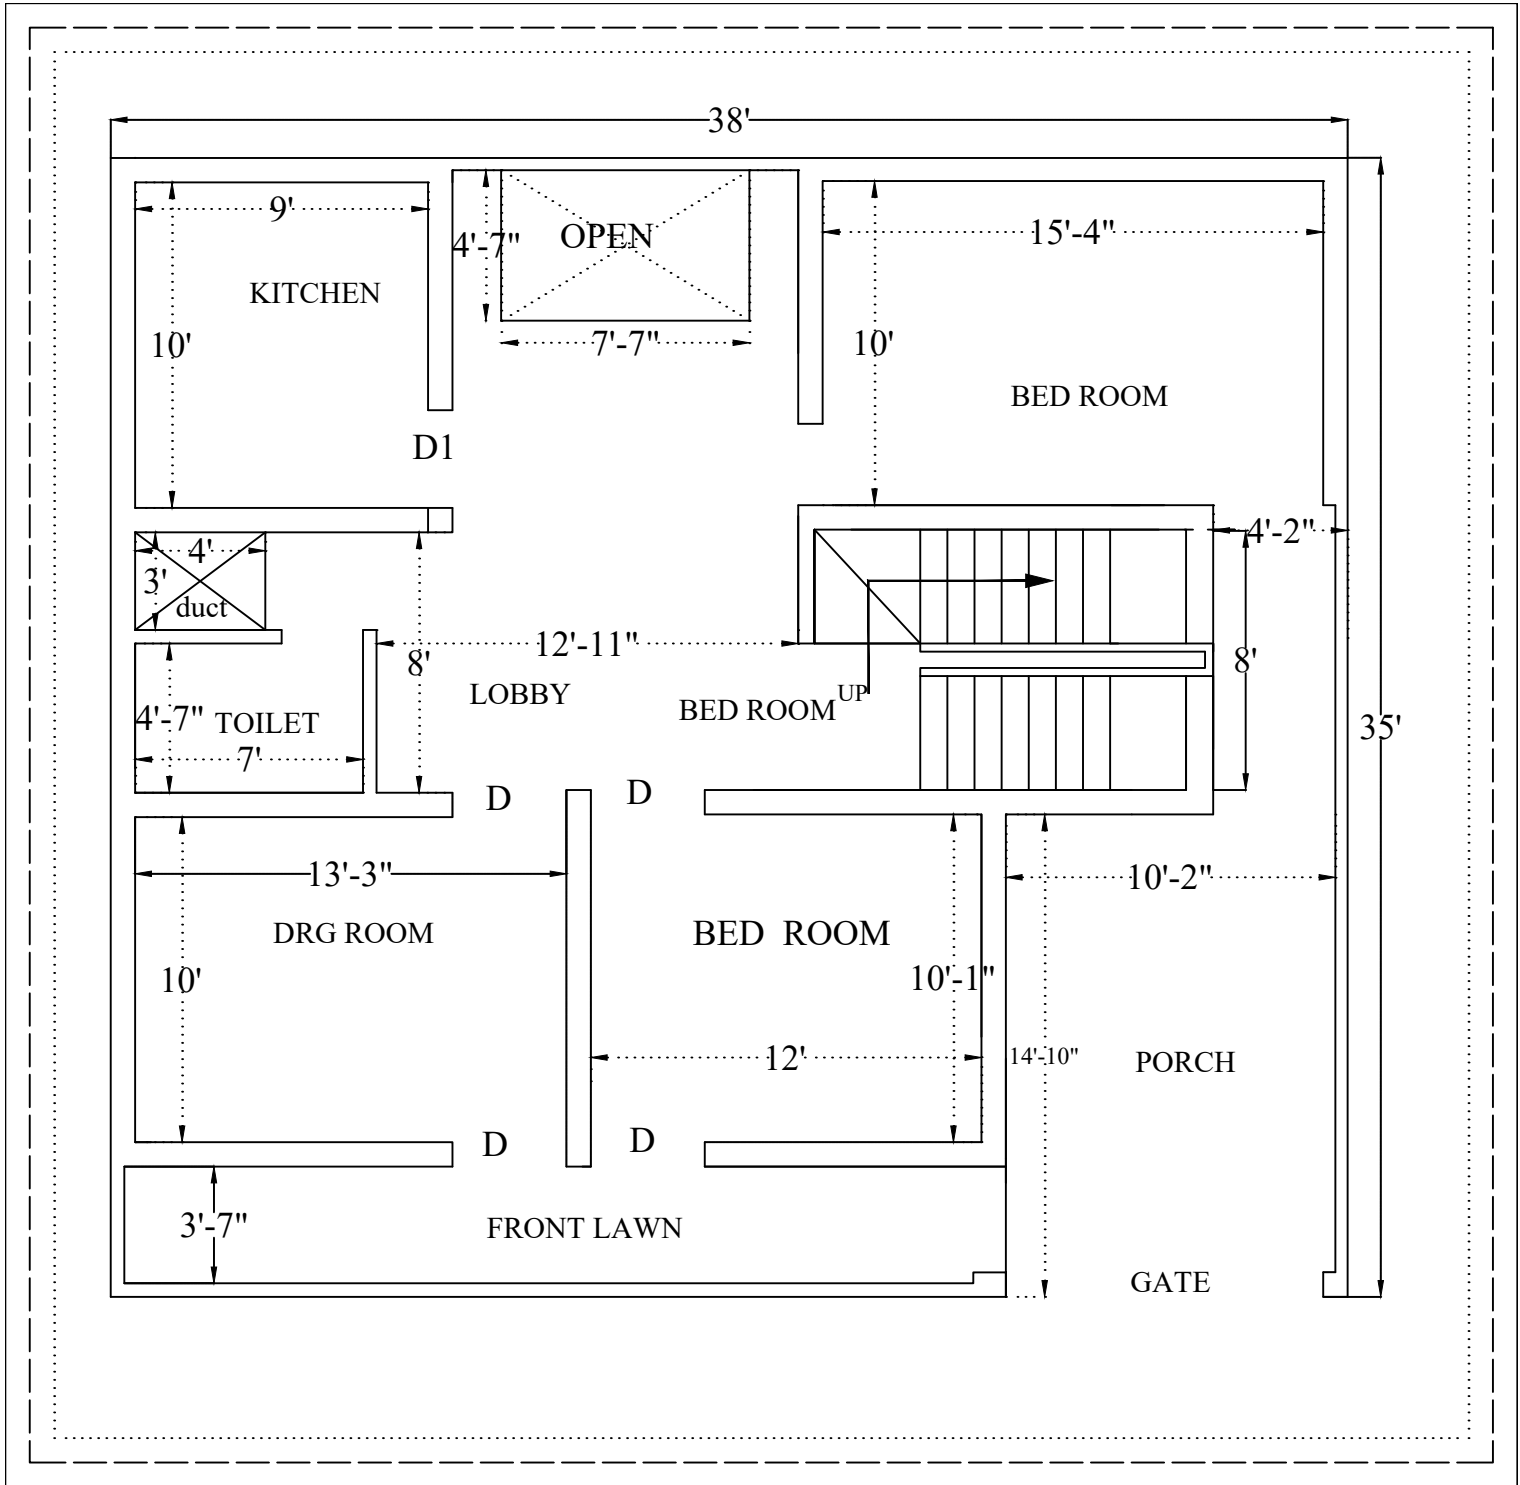 38'
9'
4'-7"
OPEN
15'-4"
KITCHEN
10'
7'-7"
10'
BED ROOM
D1
4'
3'
duct
4'-2"
12'-11"
8'
8'
LOBBY
BED ROOM
UP
4'-7"
TOILET
7'
35'
D
D
13'-3"
10'-2"
DRG ROOM
BED ROOM
10'
10'-1"
12'
14'-10"
PORCH
D
D
3'-7"
FRONT LAWN
GATE